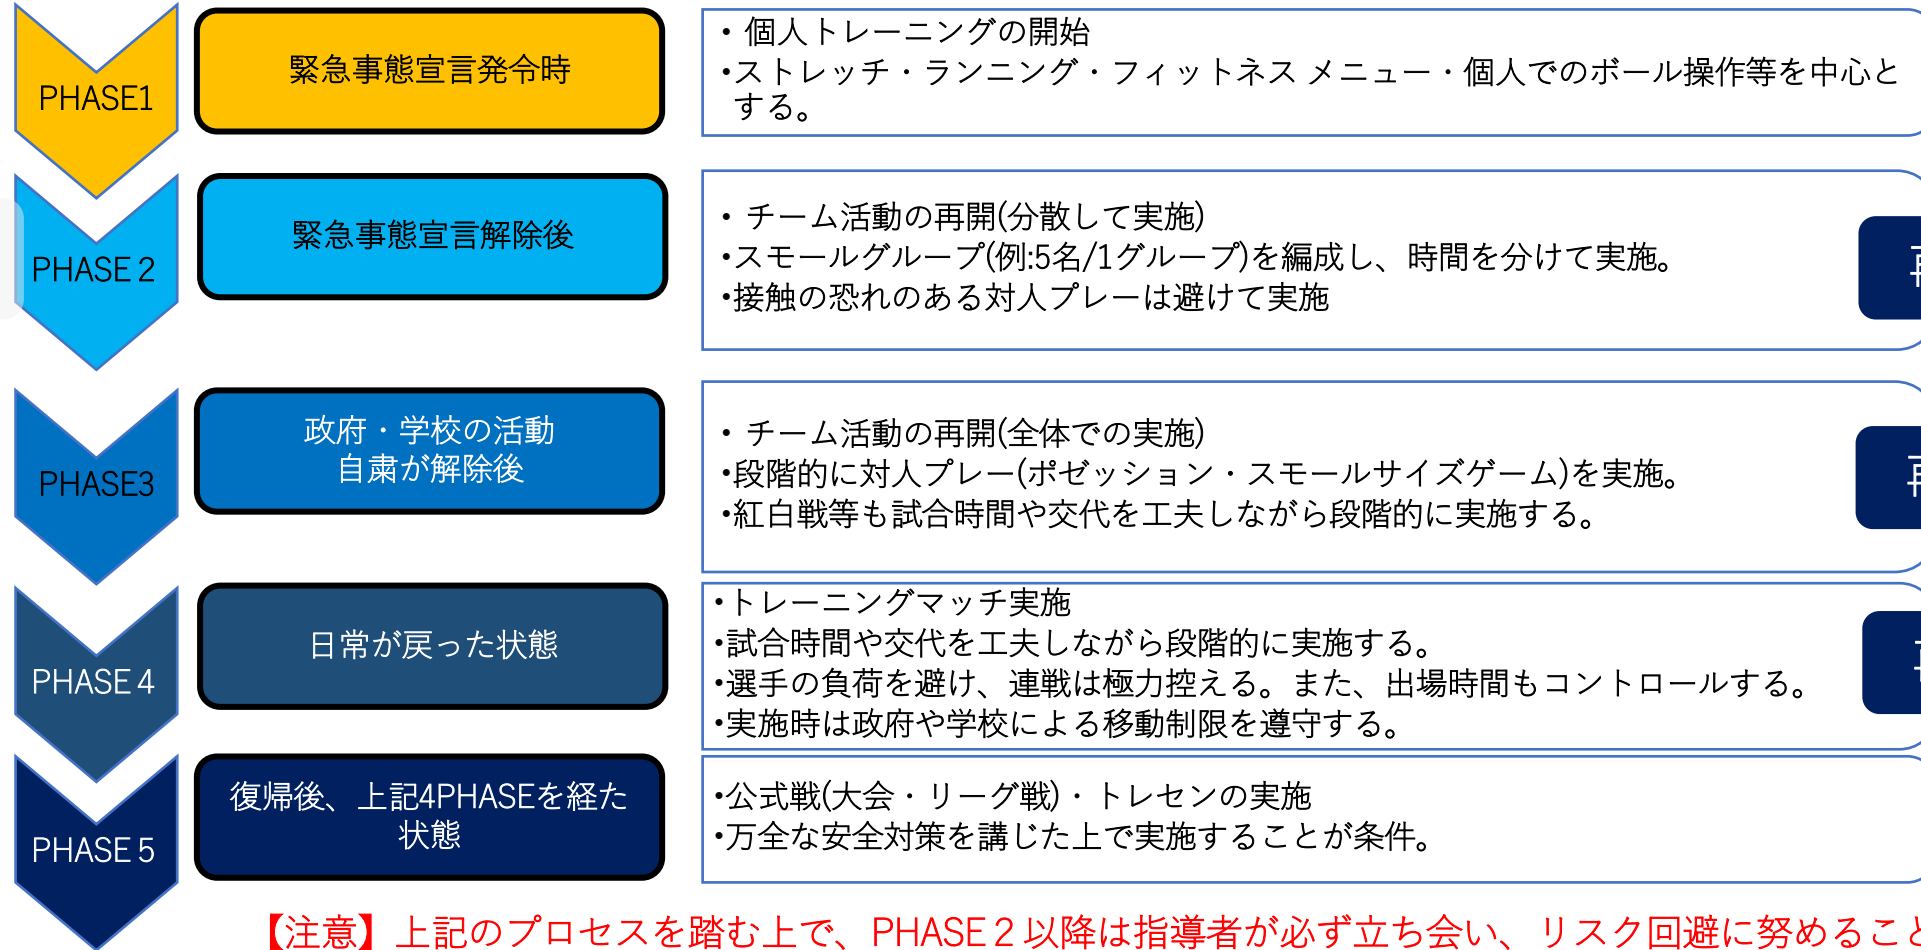 PHASE1
緊急事態宣言発令時
・ 個人トレーニングの開始
・ストレッチ・ランニング・フィットネス メニュー・個人でのボール操作等を中心と
する。
PHASE 2
緊急事態宣言解除後
・ チーム活動の再開(分散して実施)
・スモールグループ(例:5名/1グループ)を編成し、時間を分けて実施。
・接触の恐れのある対人プレーは避けて実施
PHASE3
政府・学校の活動
自粛が解除後
・ チーム活動の再開(全体での実施)
・段階的に対人プレー(ポゼッション・スモールサイズゲーム)を実施。
・紅白戦等も試合時間や交代を工夫しながら段階的に実施する。
PHASE 4
日常が戻った状態
・トレーニングマッチ実施
・試合時間や交代を工夫しながら段階的に実施する。
・選手の負荷を避け、連戦は極力控える。また、出場時間もコントロールする。
・実施時は政府や学校による移動制限を遵守する。
PHASE 5
復帰後、上記4PHASEを経た
状態
・公式戦(大会・リーグ戦)・トレセンの実施
・万全な安全対策を講じた上で実施することが条件。
【注意】上記のプロセスを踏む上で、PHASE 2 以降は指導者が必ず立ち会い、リスク回避に努めること